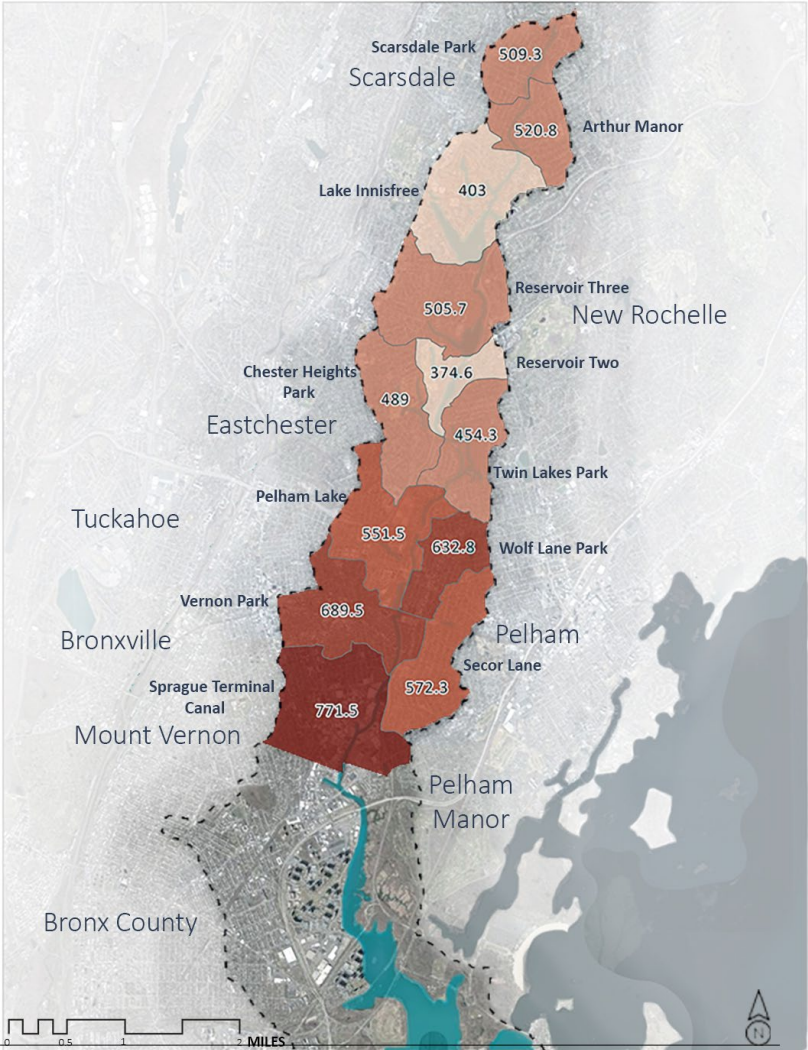 Scarsdale Park
509.3
Scarsdale
520.8
Arthur Manor
Lake Innisfree
403
Reservoir Three
505.7
New Rochelle
Reservoir Two
Chester Heights
Park
374.6
489
Eastchester
454.3
Twin Lakes Park
Pelham Lake
Tuckahoe
551.5
632.8
Wolf Lane Park
Vernon Park
689.5
Bronxville
Pelham
Secor Lane
Sprague Terminal
Canal
572.3
771.5
Mount Vernon
Pelham
Manor
Bronx County
N
0 0.5 1 2 MILES